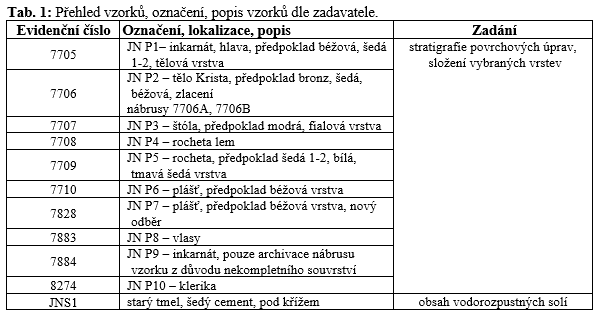 Tab. 1: Přehled vzorků, označení, popis vzorků dle zadavatele.
Evidenční číslo Označení, lokalizace, popis Zadání
7705 JN P1– inkarnát, hlava, předpoklad béžová, šedá
1-2, tělová vrstva
stratigrafie povrchových úprav,
složení vybraných vrstev
7706 JN P2 – tělo Krista, předpoklad bronz, šedá,
béžová, zlacení
nábrusy 7706A, 7706B
7707 JN P3 – štóla, předpoklad modrá, fialová vrstva
7708 JN P4 – rocheta lem
7709 JN P5 – rocheta, předpoklad šedá 1-2, bílá,
tmavá šedá vrstva
7710 JN P6 – plášť, předpoklad béžová vrstva
7828 JN P7 – plášť, předpoklad béžová vrstva, nový
odběr
7883 JN P8 – vlasy
7884 JN P9 – inkarnát, pouze archivace nábrusu
vzorku z důvodu nekompletního souvrství
8274 JN P10 – klerika
JNS1 starý tmel, šedý cement, pod křížem obsah vodorozpustných solí